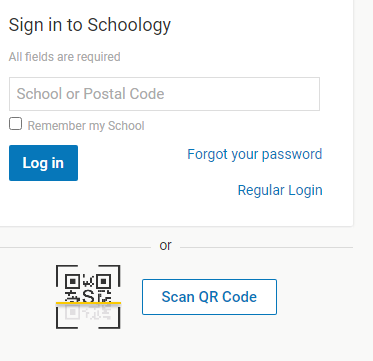 Sign in to Schoology
All fields are required
School or Postal Code
Remember my School
Log in
Forgot your password
Regular Login
or
S
Scan QR Code